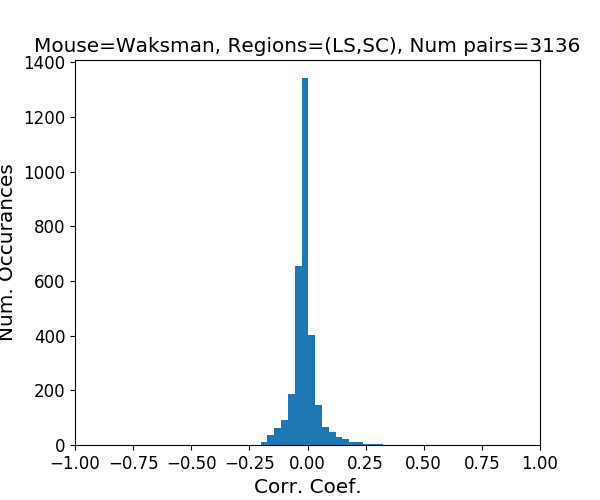 Mouse=Waksman, Regions=(LS,SC), Num pairs=3136
1400
1200
1000
800
600
400
200
0
Num. Occurances
−1.00 −0.75 −0.50 −0.25 0.00 0.25 0.50 0.75 1.00
Corr. Coef.